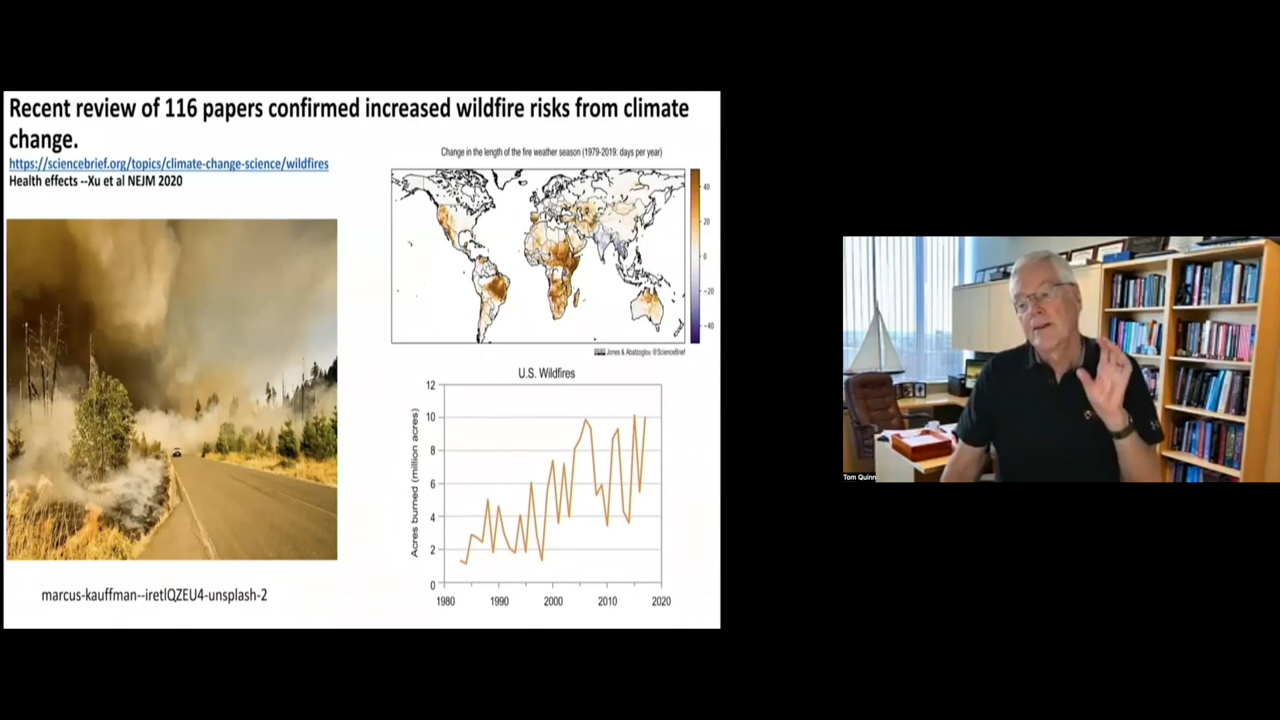 Recent review of 116 papers confirmed increased wildfire risks from climate
change.
https://sciencebrief.org/topics/climate-change-science/wildfires
Health effects --Xu et al NEJM 2020
Change in the length of the fire weather season (1979-2019: days per year)
40
20
0
−20
−40
Jones & Abatzoglou @ScienceBrief
U.S. Wildfires
Acres burned (million acres)
12
10
8
6
4
2
0
1980
1990
2000
2010
2020
marcus-kauffman--iretlQZEU4-unsplash-2
Tom Quinn